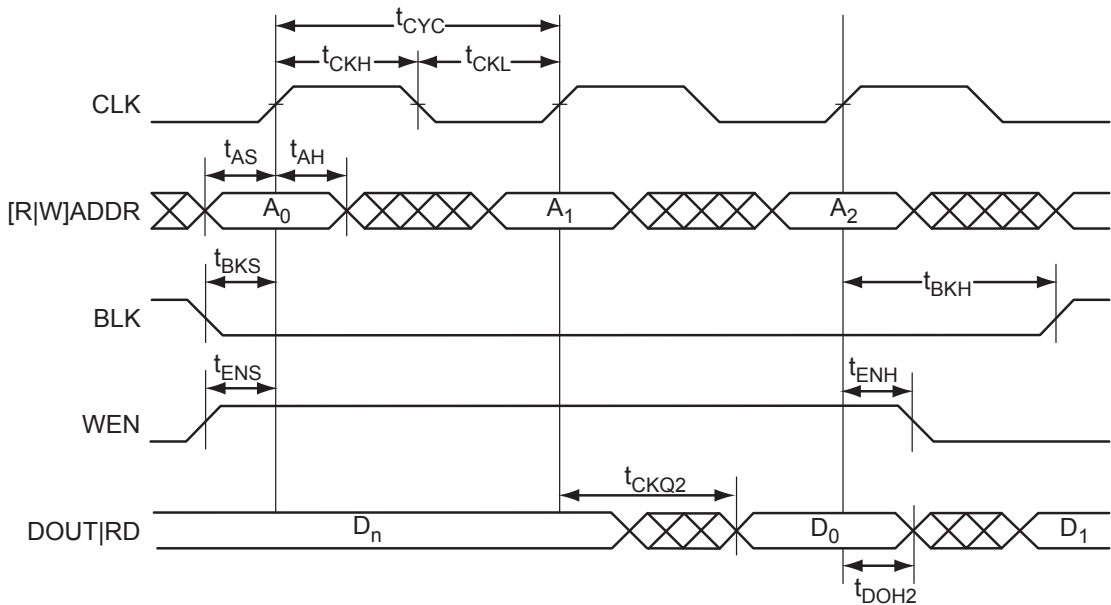 tCYC
tCKH tCKL
CLK
tAS tAH
[R|W]ADDR A0 A1 A2
tBKS tBKH
BLK
tENS tENH
WEN
tCKQ2
DOUT|RD Dn D0 D1
tDOH2